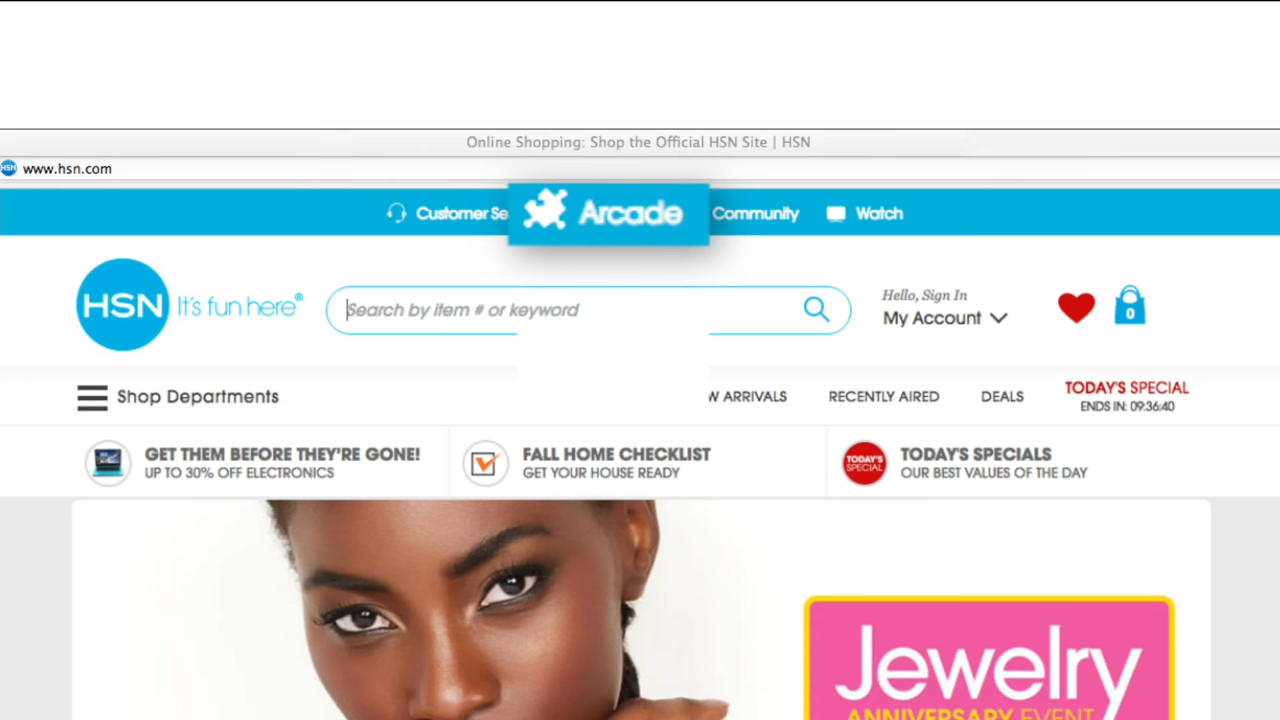 Online Shopping: Shop the Official HSN Site | HSN
HSN www.hsn.com
Customer Se Arcade Community Watch
HSN It's fun here®
Search by item # or keyword
Hello, Sign In
My Account
0
Shop Departments
W ARRIVALS RECENTLY AIRED DEALS
TODAY'S SPECIAL
ENDS IN: 09:36:40
GET THEM BEFORE THEY'RE GONE!
UP TO 30% OFF ELECTRONICS
FALL HOME CHECKLIST
GET YOUR HOUSE READY
TODAY'S SPECIAL
TODAY'S SPECIALS
OUR BEST VALUES OF THE DAY
Jewelry
ANNIVERSARY EVENT